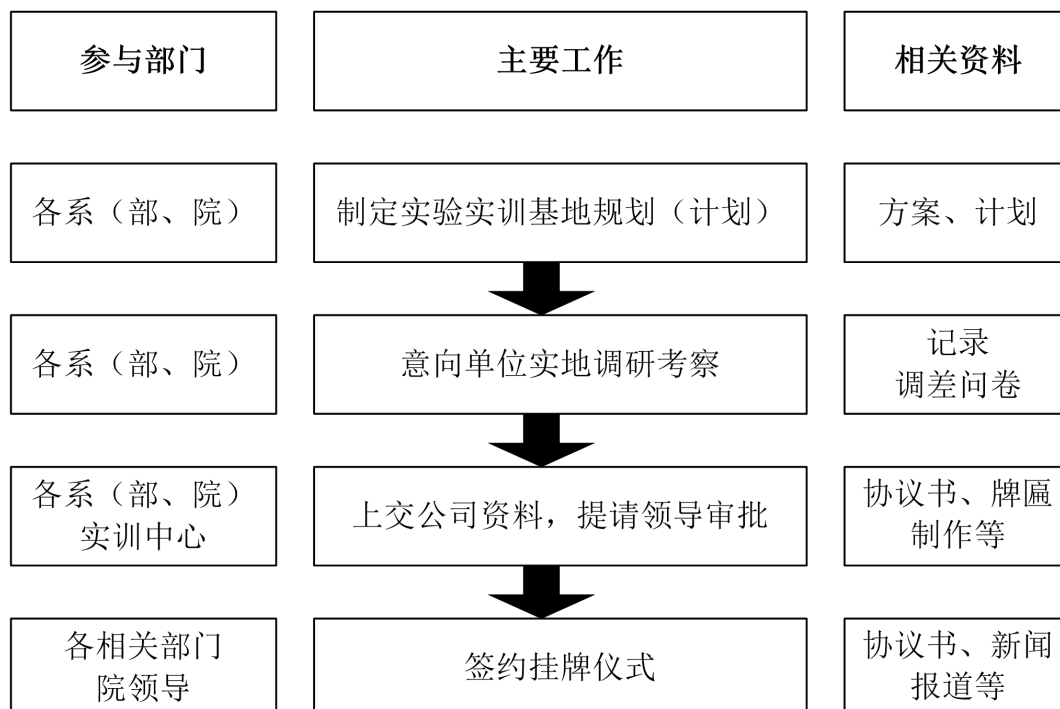 参与部门
主要工作
相关资料
各系（部、院）
制定实验实训基地规划（计划）
方案、计划
各系（部、院）
意向单位实地调研考察
记录
调差问卷
各系（部、院）
实训中心
上交公司资料，提请领导审批
协议书、牌匾
制作等
各相关部门
院领导
签约挂牌仪式
协议书、新闻
报道等